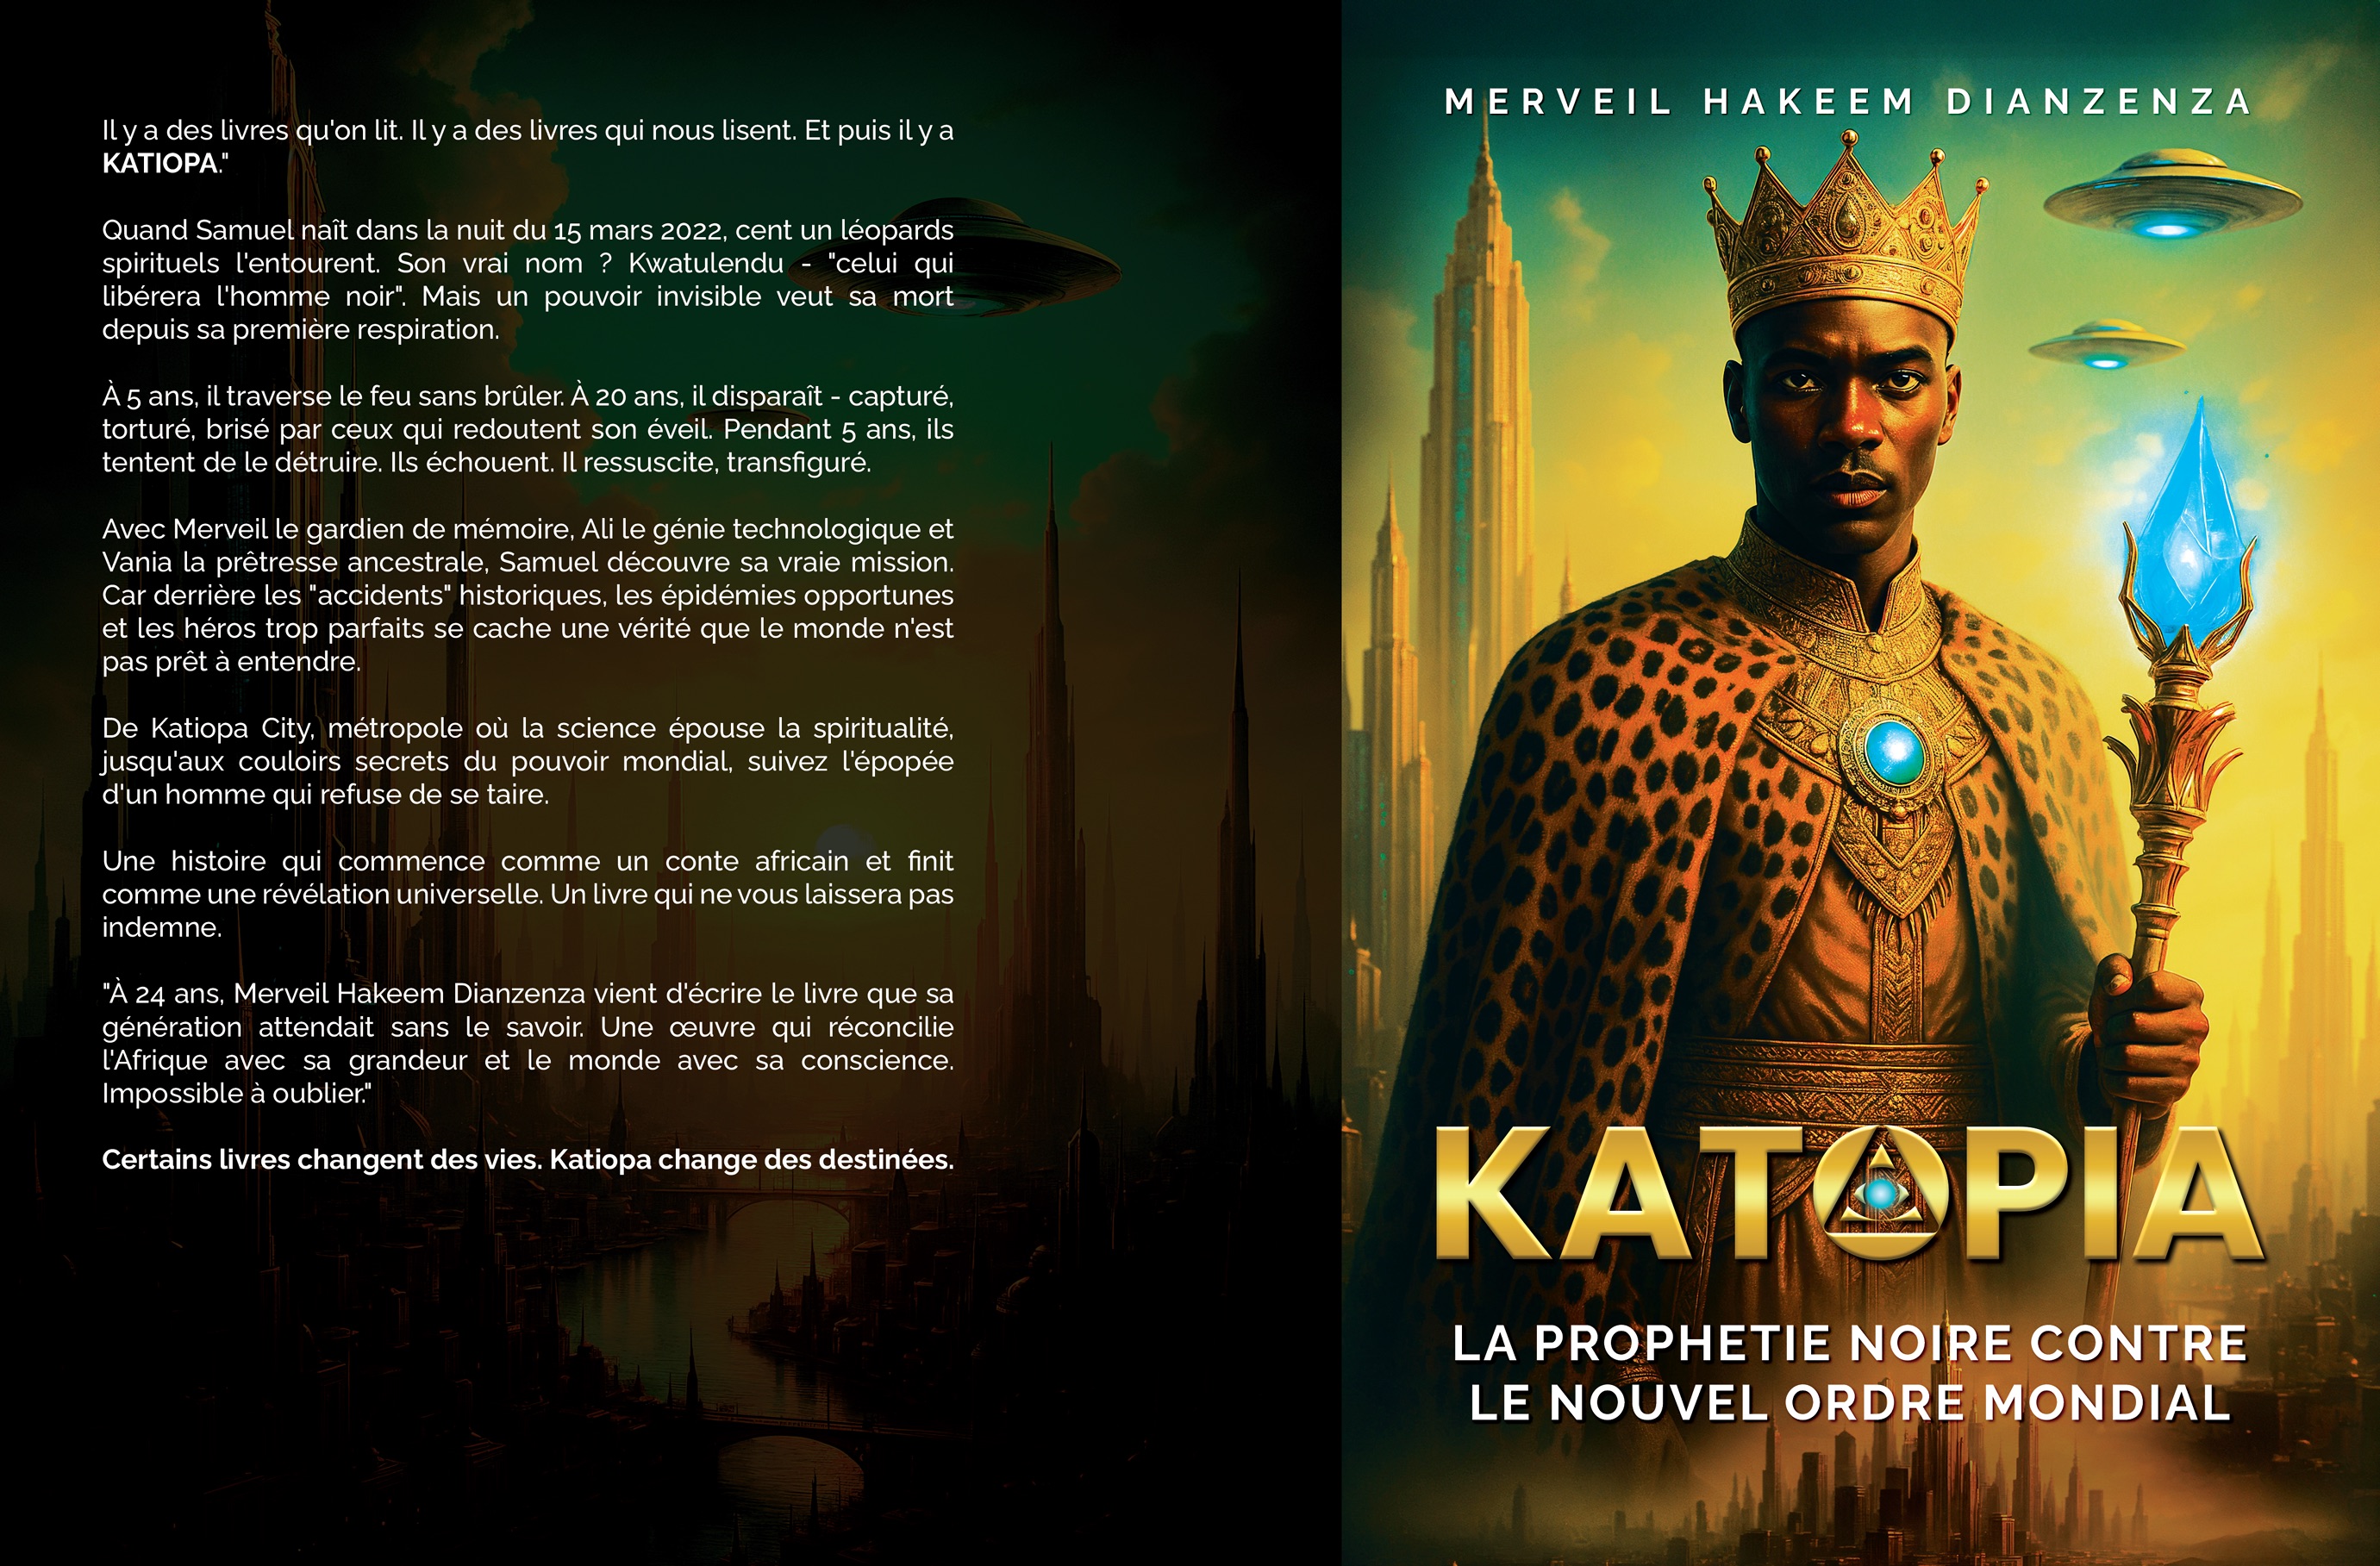 Il y a des livres qu'on lit. Il y a des livres qui nous lisent. Et puis il y a
KATIOPA."
Quand Samuel naît dans la nuit du 15 mars 2022, cent un léopards
spirituels l'entourent. Son vrai nom ? Kwatulendu - "celui qui
libérera l'homme noir". Mais un pouvoir invisible veut sa mort
depuis sa première respiration.
À 5 ans, il traverse le feu sans brûler. À 20 ans, il disparaît - capturé,
torturé, brisé par ceux qui redoutent son éveil. Pendant 5 ans, ils
tentent de le détruire. Ils échouent. Il ressuscite, transfiguré.
Avec Merveil le gardien de mémoire, Ali le génie technologique et
Vania la prêtresse ancestrale, Samuel découvre sa vraie mission.
Car derrière les "accidents" historiques, les épidémies opportunes
et les héros trop parfaits se cache une vérité que le monde n'est
pas prêt à entendre.
De Katiopa City, métropole où la science épouse la spiritualité,
jusqu'aux couloirs secrets du pouvoir mondial, suivez l'épopée
d'un homme qui refuse de se taire.
Une histoire qui commence comme un conte africain et finit
comme une révélation universelle. Un livre qui ne vous laissera pas
indemne.
"À 24 ans, Merveil Hakeem Dianzenza vient d'écrire le livre que sa
génération attendait sans le savoir. Une œuvre qui réconcilie
l'Afrique avec sa grandeur et le monde avec sa conscience.
Impossible à oublier."
Certains livres changent des vies. Katiopa change des destinées.
MERVEIL HAKEEM DIANZENZA
KATOPIA
LA PROPHETIE NOIRE CONTRE
LE NOUVEL ORDRE MONDIAL